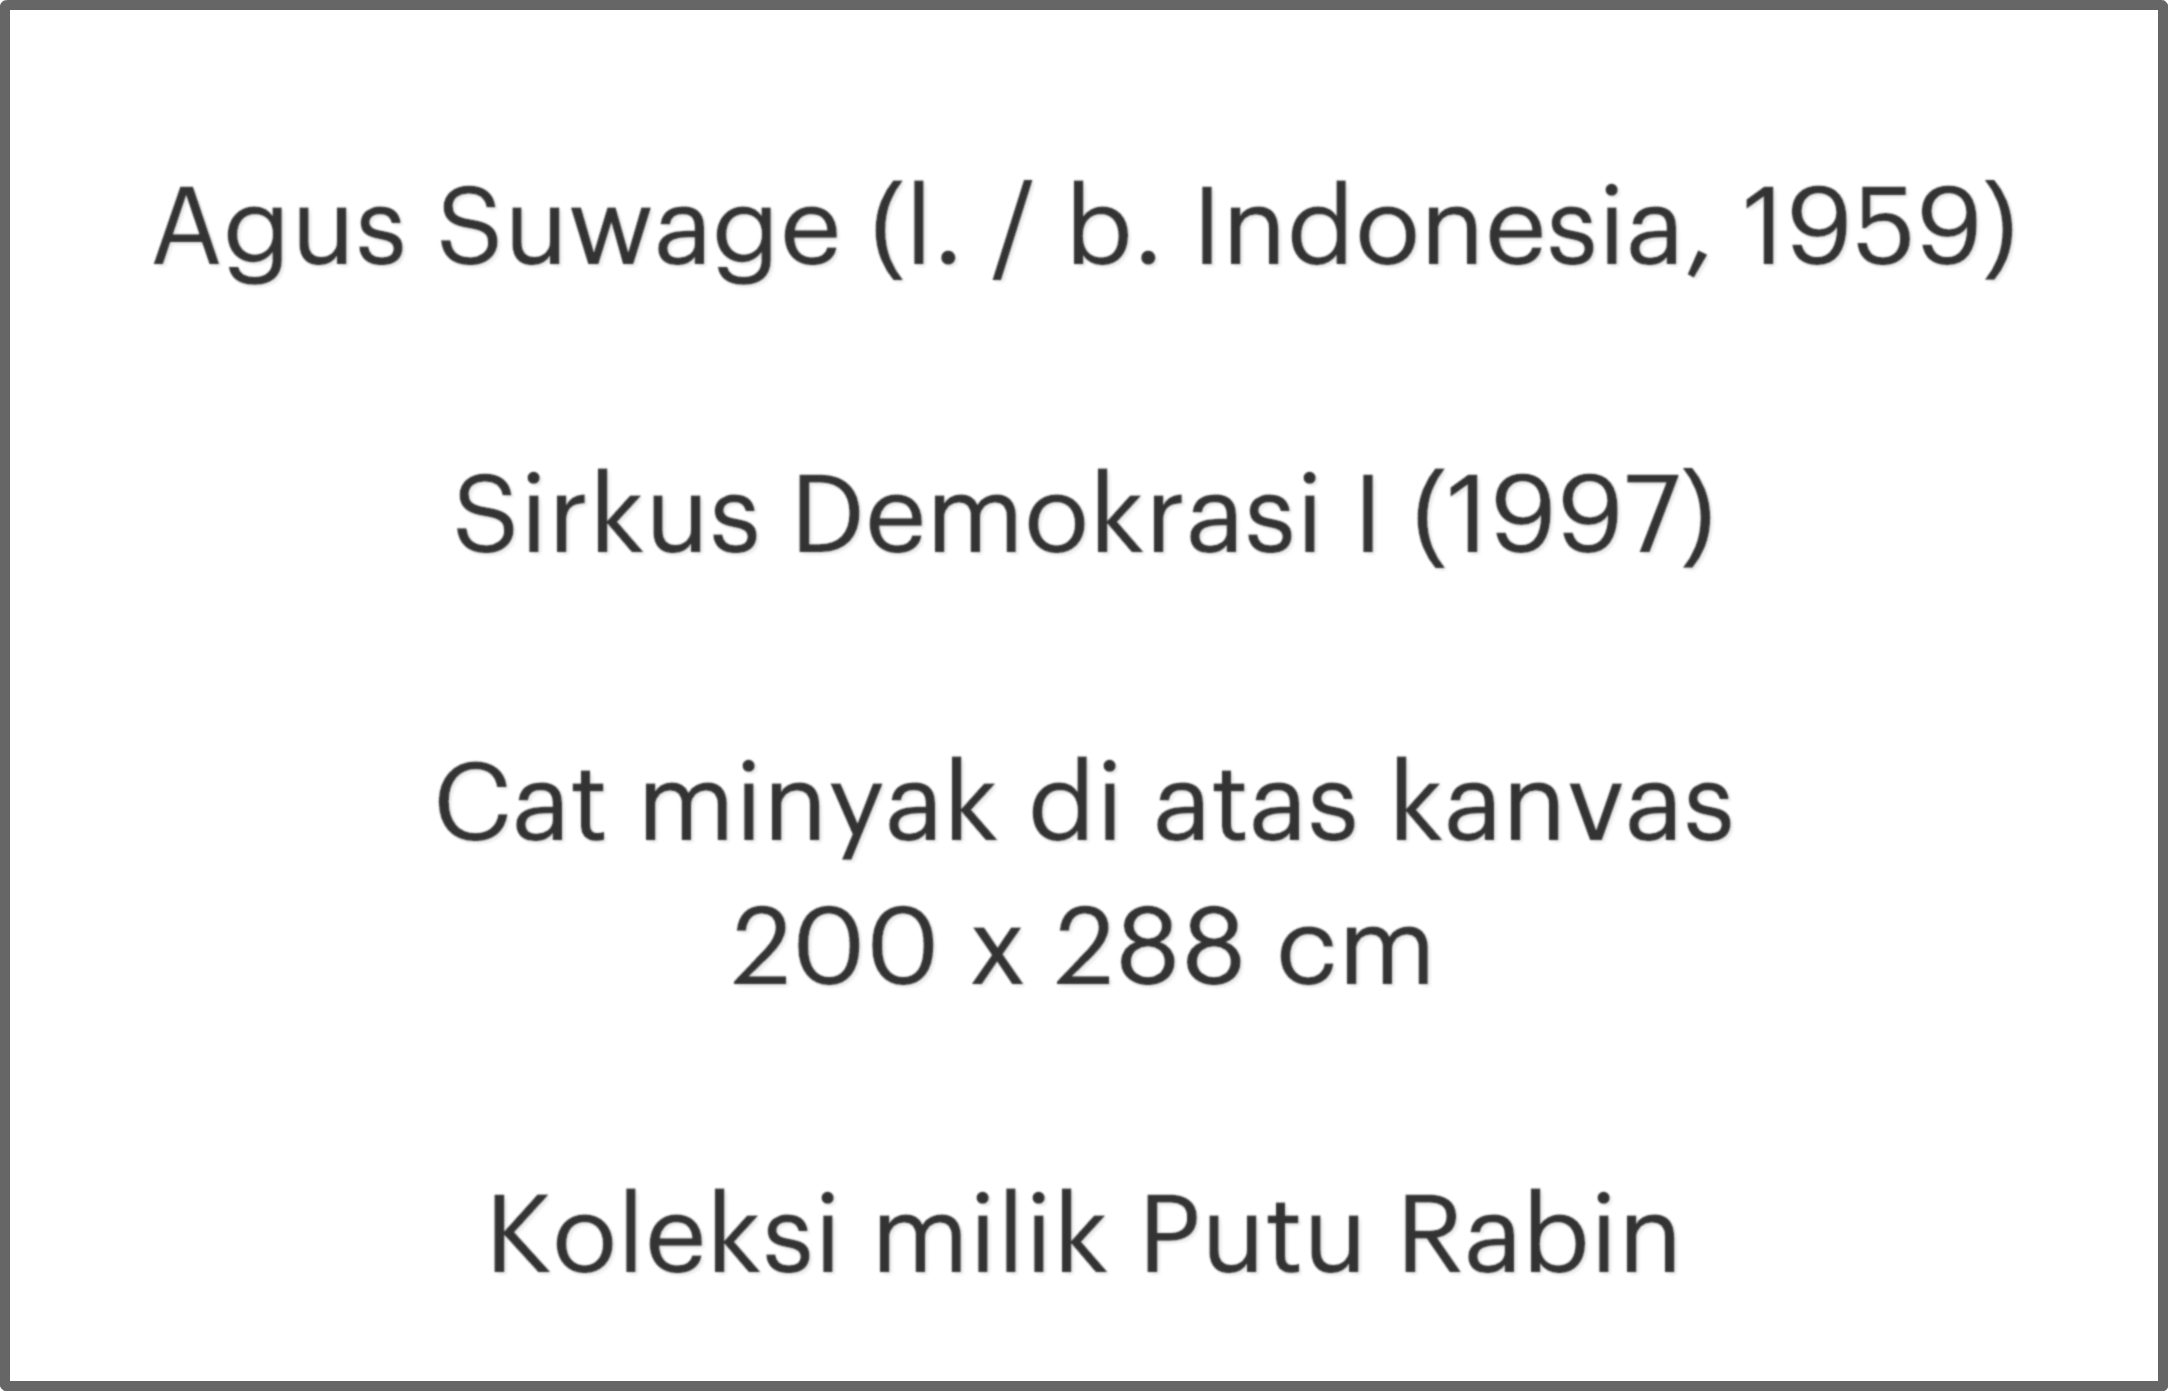 Agus Suwage (l. / b. Indonesia, 1959)
Sirkus Demokrasi I (1997)
Cat minyak di atas kanvas
200 x 288 cm
Koleksi milik Putu Rabin